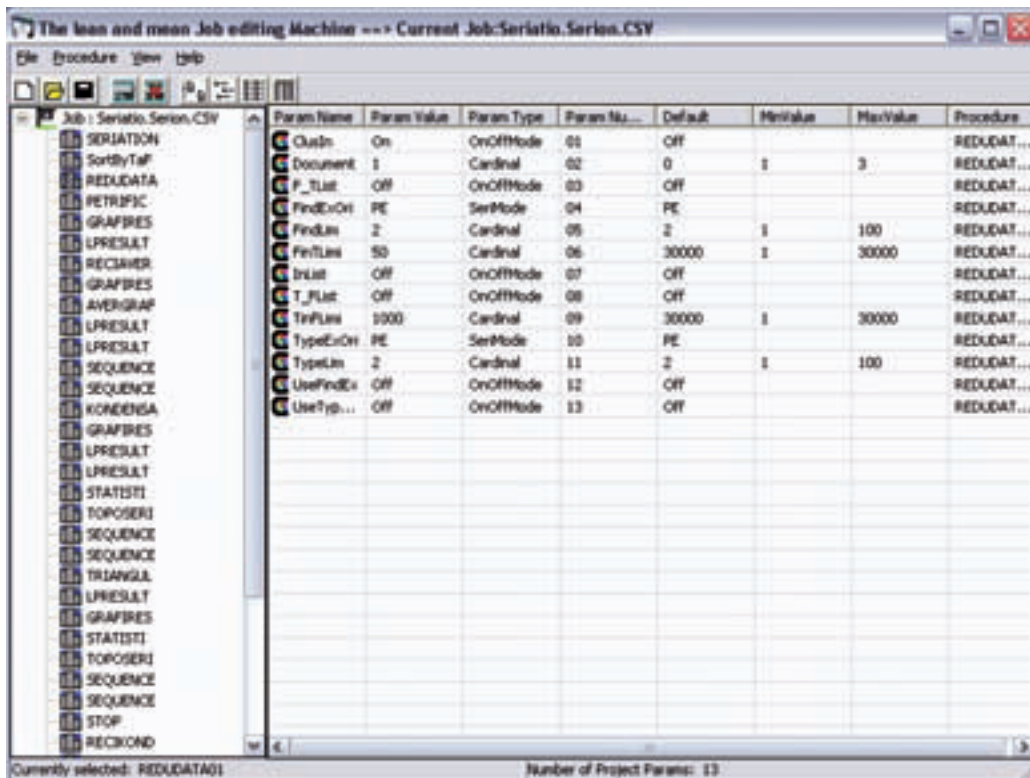 The lean and mean Job editing Machine ---> Current Job:Seriatio.Serion.CSV
File Procedure View Help
Job : Seriatio.Serion.CSV
SERIATION
SortByTaP
REDUDATA
PETRIFIC
GRAFIRES
LPRESULT
RECIAVER
GRAFIRES
AVERGRAF
LPRESULT
LPRESULT
SEQUENCE
SEQUENCE
KONDENSA
GRAFIRES
LPRESULT
LPRESULT
STATISTI
TOPOSERI
SEQUENCE
SEQUENCE
TRIANGUL
LPRESULT
GRAFIRES
STATISTI
TOPOSERI
SEQUENCE
SEQUENCE
STOP
RECIKOND
Param Name Param Value Param Type Param Nu... Default MinValue MaxValue Procedure
ClusIn On OnOffMode 01 Off REDUDAT...
Document 1 Cardinal 02 0 1 3 REDUDAT...
F_TList Off OnOffMode 03 Off REDUDAT...
FindExOri PE SeriMode 04 PE REDUDAT...
FindLim 2 Cardinal 05 2 1 100 REDUDAT...
FinTLimi 50 Cardinal 06 30000 1 30000 REDUDAT...
InList Off OnOffMode 07 Off REDUDAT...
T_FList Off OnOffMode 08 Off REDUDAT...
TinFLimi 1000 Cardinal 09 30000 1 30000 REDUDAT...
TypeExOri PE SeriMode 10 PE REDUDAT...
TypeLim 2 Cardinal 11 2 1 100 REDUDAT...
UseFindEx Off OnOffMode 12 Off REDUDAT...
UseTyp... Off OnOffMode 13 Off REDUDAT...
Currently selected: REDUDATA01 Number of Project Params: 13